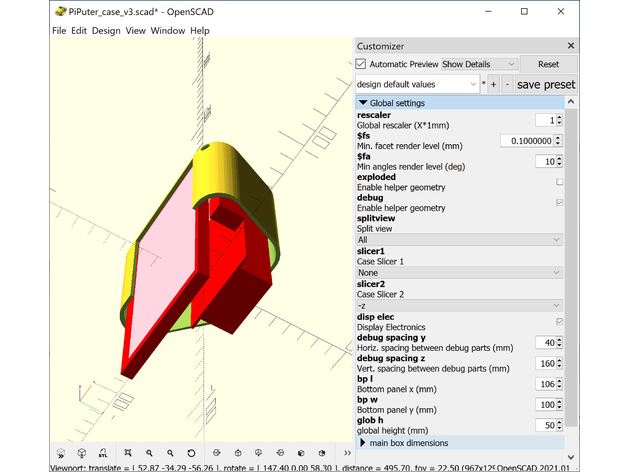 PiPuter_case_v3.scad* - OpenSCAD
File Edit Design View Window Help
Customizer
Automatic Preview Show Details Reset
design default values * + - save preset
Global settings
rescaler
Global rescaler (X*1mm) 1
$fs
Min. facet render level (mm) 0.1000000
$fa
Min angles render level (deg) 10
exploded
Enable helper geometry
debug
Enable helper geometry
splitview
Split view
All
slicer1
Case Slicer 1
None
slicer2
Case Slicer 2
-z
disp elec
Display Electronics
debug spacing y
Horiz. spacing between debug parts (mm) 40
debug spacing z
Vert. spacing between debug parts (mm) 160
bp l
Bottom panel x (mm) 106
bp w
Bottom panel y (mm) 100
glob h
global height (mm) 50
main box dimensions
STL
Viewport: translate = [ 52.87 -34.29 -56.26 ], rotate = [ 147.40 0.00 58.30 ], distance = 495.70, fov = 22.50 (967x129 OpenSCAD 2021.01